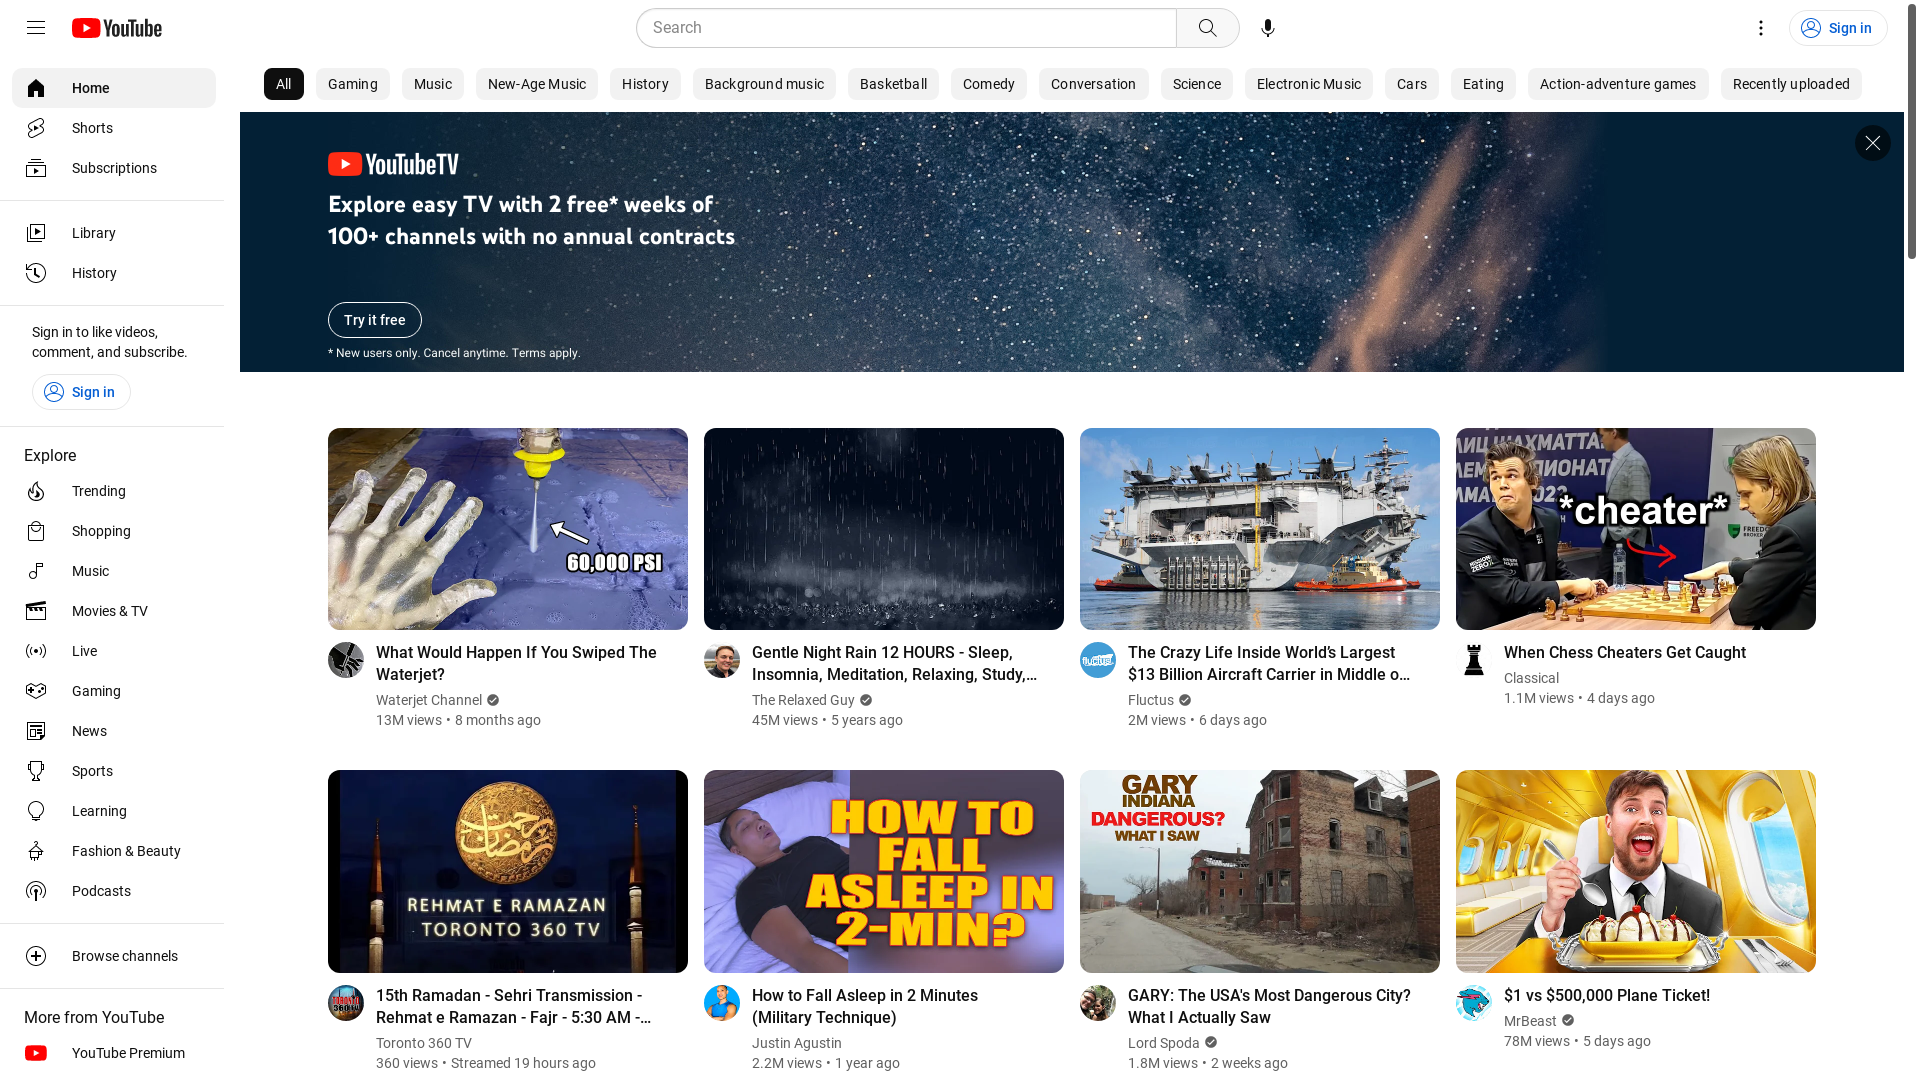 YouTube
Search
Sign in
Home
Shorts
Subscriptions
Library
History
Sign in to like videos,
comment, and subscribe.
Sign in
Explore
Trending
Shopping
Music
Movies & TV
Live
Gaming
News
Sports
Learning
Fashion & Beauty
Podcasts
Browse channels
More from YouTube
YouTube Premium
All
Gaming
Music
New-Age Music
History
Background music
Basketball
Comedy
Conversation
Science
Electronic Music
Cars
Eating
Action-adventure games
Recently uploaded
YouTubeTV
Explore easy TV with 2 free* weeks of
100+ channels with no annual contracts
Try it free
* New users only. Cancel anytime. Terms apply.
60,000 PSI
What Would Happen If You Swiped The
Waterjet?
Waterjet Channel
13M views • 8 months ago
Gentle Night Rain 12 HOURS - Sleep,
Insomnia, Meditation, Relaxing, Study,...
The Relaxed Guy
45M views • 5 years ago
fluctus
The Crazy Life Inside World’s Largest
$13 Billion Aircraft Carrier in Middle o...
Fluctus
2M views • 6 days ago
*cheater*
FREEDOM
BROKER
When Chess Cheaters Get Caught
Classical
1.1M views • 4 days ago
REHMAT E RAMAZAN
TORONTO 360 TV
15th Ramadan - Sehri Transmission -
Rehmat e Ramazan - Fajr - 5:30 AM -...
Toronto 360 TV
360 views • Streamed 19 hours ago
HOW TO
FALL
ASLEEP IN
2-MIN?
How to Fall Asleep in 2 Minutes
(Military Technique)
Justin Agustin
2.2M views • 1 year ago
GARY
INDIANA
DANGEROUS?
WHAT I SAW
GARY: The USA's Most Dangerous City?
What I Actually Saw
Lord Spoda
1.8M views • 2 weeks ago
$1 vs $500,000 Plane Ticket!
MrBeast
78M views • 5 days ago